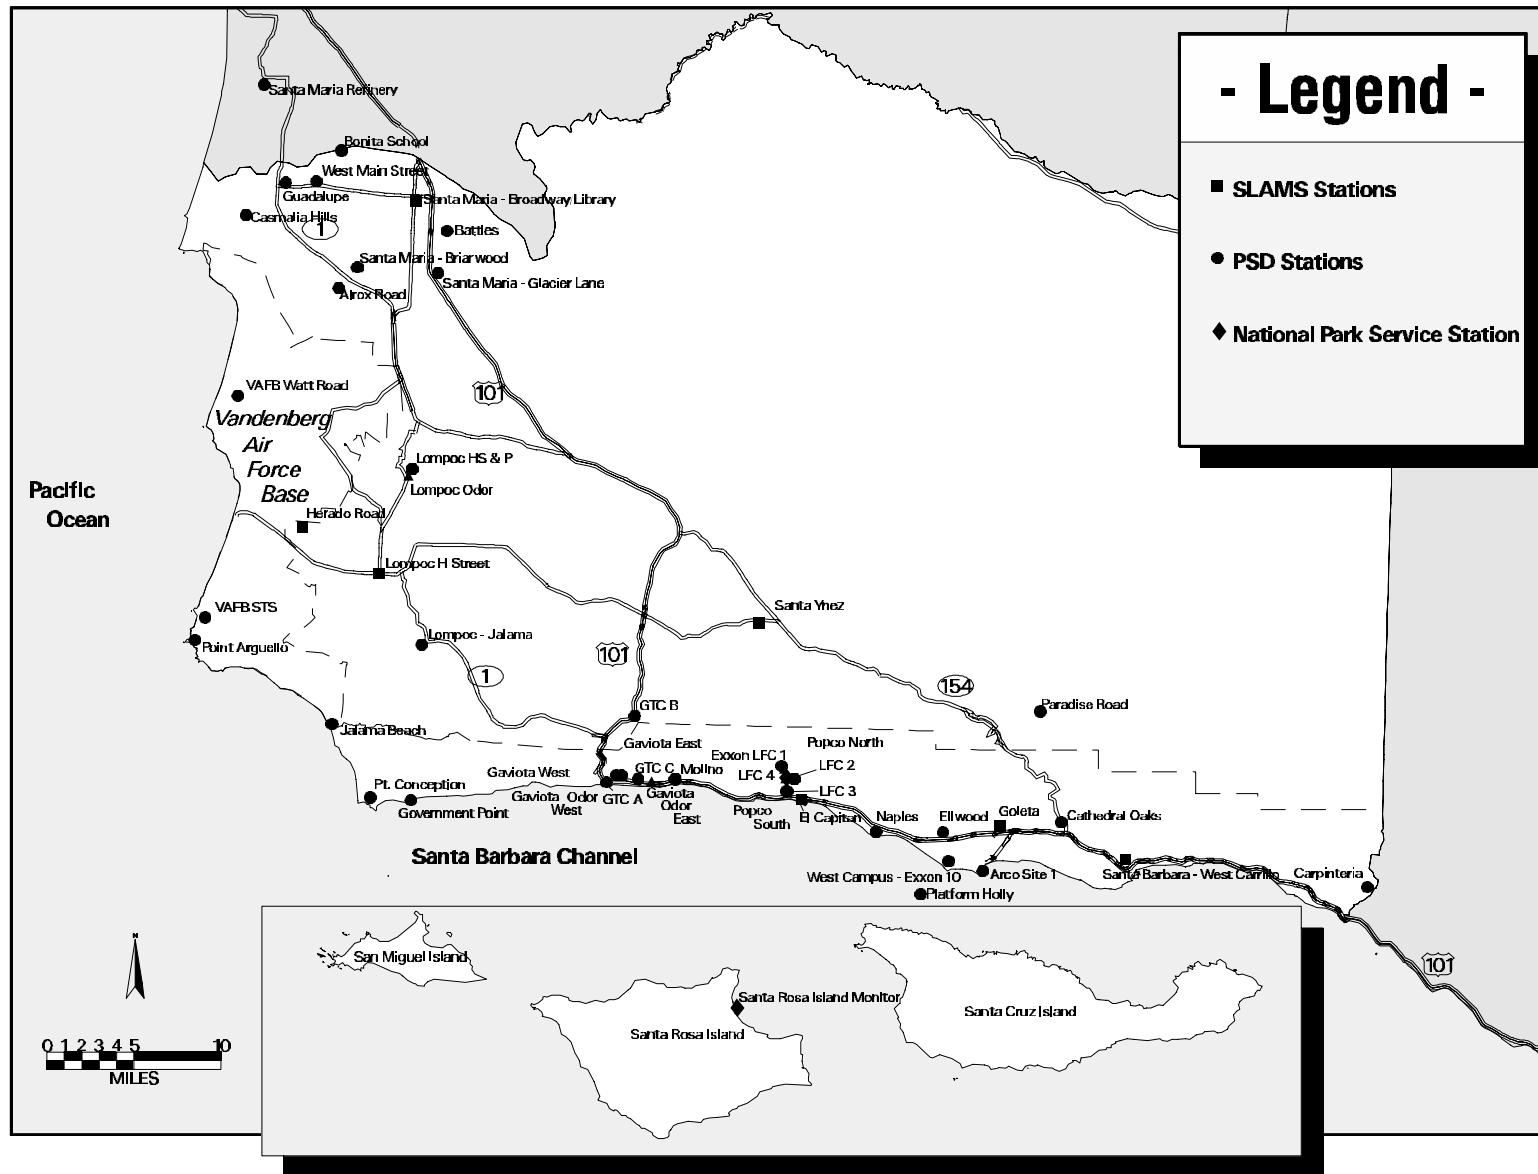 - Legend -
SLAMS Stations
PSD Stations
National Park Service Station
Santa Maria Refinery
Bonita School
West Main Street
Guadalupe
Santa Maria - Broadway/Library
Casmalia Hills
1
Battles
Santa Maria - Briarwood
Santa Maria - Glacier Lane
Airox Road
VAFB Watt Road
101
Vandenberg
Air
Force
Base
Lompoc HS & P
Lompoc Odor
Pacific
Ocean
Herado Road
Lompoc H Street
VAFB STS
Santa Ynez
Point Arguello
Lompoc - Jalama
101
1
154
GTC B
Paradise Road
Jalama Beach
Gaviota East
Popco North
Exxon LFC 1
Gaviota West
GTC C
Molino
LFC 4
LFC 2
Pt. Conception
Gaviota Odor
West
GTC A
Gaviota
Odor
East
LFC 3
Government Point
Popco
South
El Capitan
Naples
Ellwood
Goleta
Cathedral Oaks
Santa Barbara Channel
West Campus - Exxon 10
Arco Site 1
Santa Barbara - West Carrillo
Carpinteria
Platform Holly
N
San Miguel Island
101
Santa Rosa Island Monitor
Santa Cruz Island
Santa Rosa Island
0 1 2 3 4 5 10
MILES